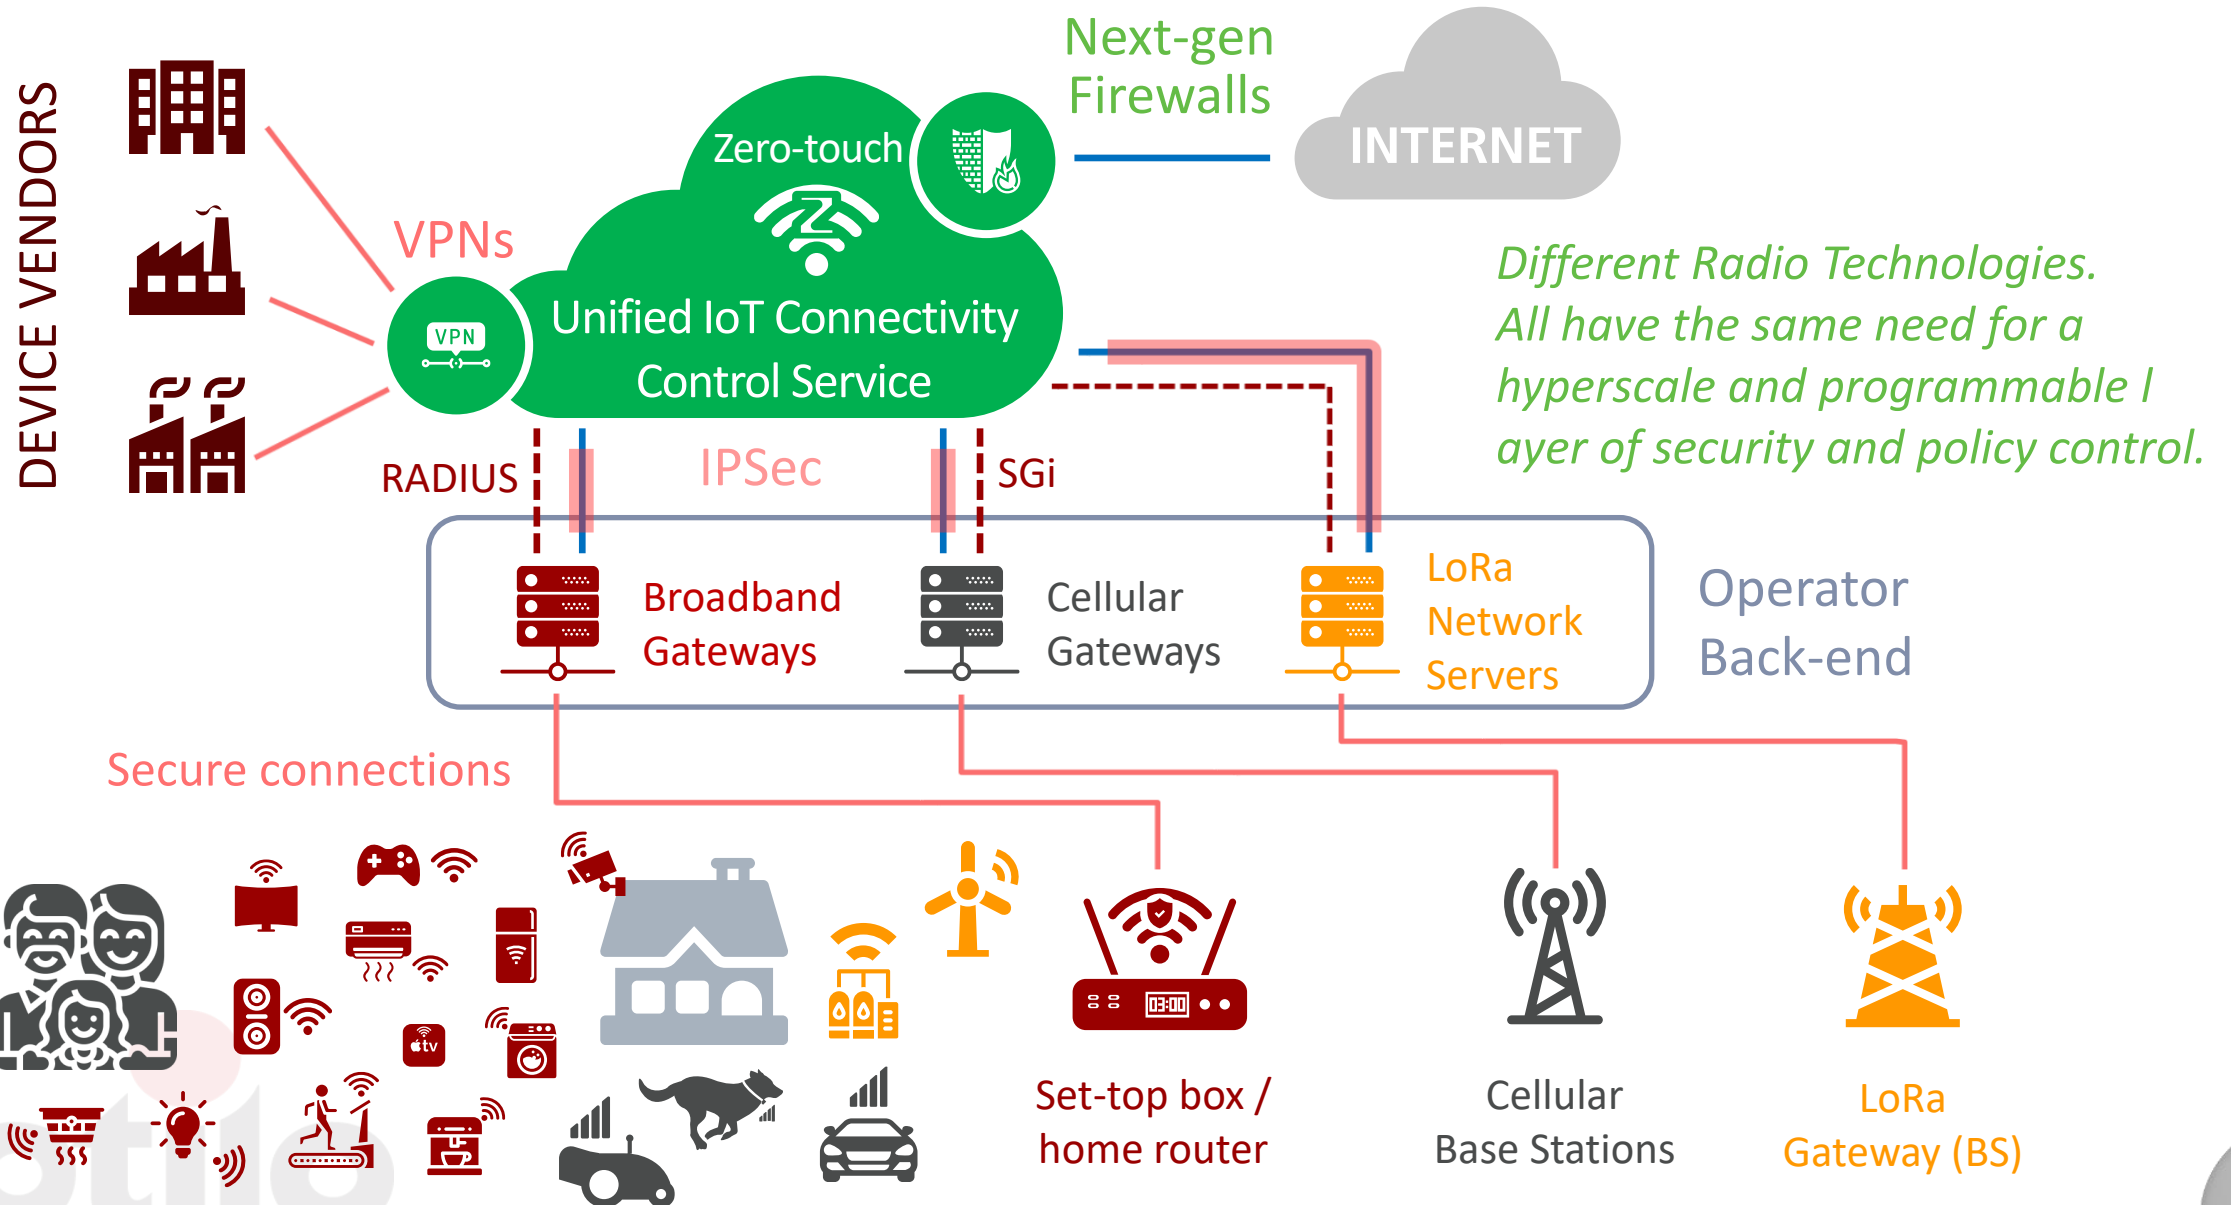 DEVICE VENDORS
VPNs
VPN
Zero-touch
Z
Unified IoT Connectivity
Control Service
Next-gen
Firewalls
INTERNET
Different Radio Technologies.
All have the same need for a
hyperscale and programmable l
ayer of security and policy control.
RADIUS
IPSec
SGi
Broadband
Gateways
Cellular
Gateways
LoRa
Network
Servers
Operator
Back-end
Secure connections
tv
03:00
Set-top box /
home router
Cellular
Base Stations
LoRa
Gateway (BS)